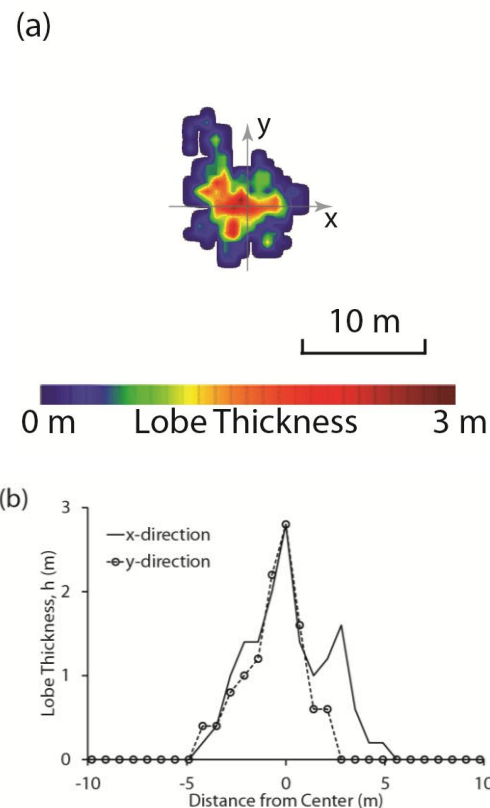 (a)
y
x
10 m
0 m Lobe Thickness 3 m
(b)
3
x-direction
y-direction
2
Lobe Thickness, h (m)
1
0
-10 -5 0 5 10
Distance from Center (m)